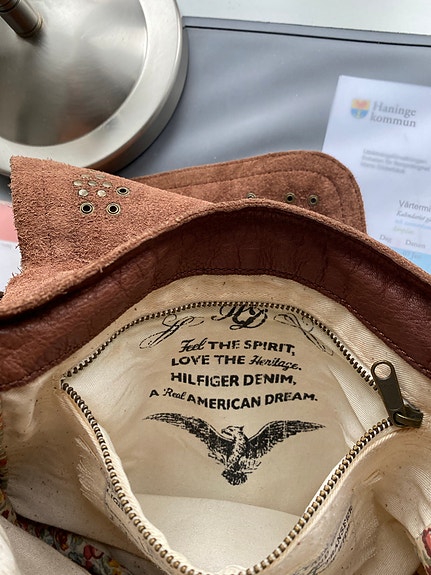 Haninge
kommun
HD
Feel THE SPIRIT,
LOVE THE Heritage,
HILFIGER DENIM,
A Real AMERICAN DREAM.